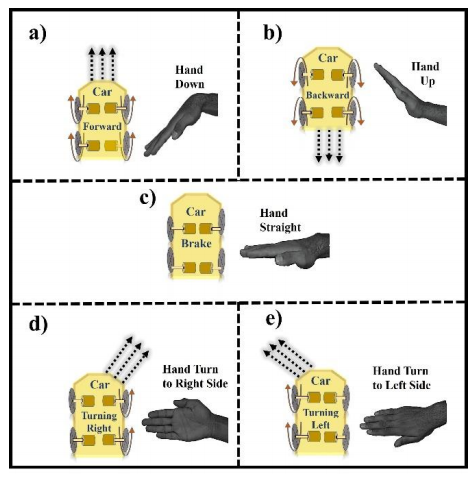 a)
Car
Forward
Hand
Down
b)
Car
Backward
Hand
Up
c)
Car
Brake
Hand
Straight
d)
Car
Turning
Right
Hand Turn
to Right Side
e)
Car
Turning
Left
Hand Turn
to Left Side